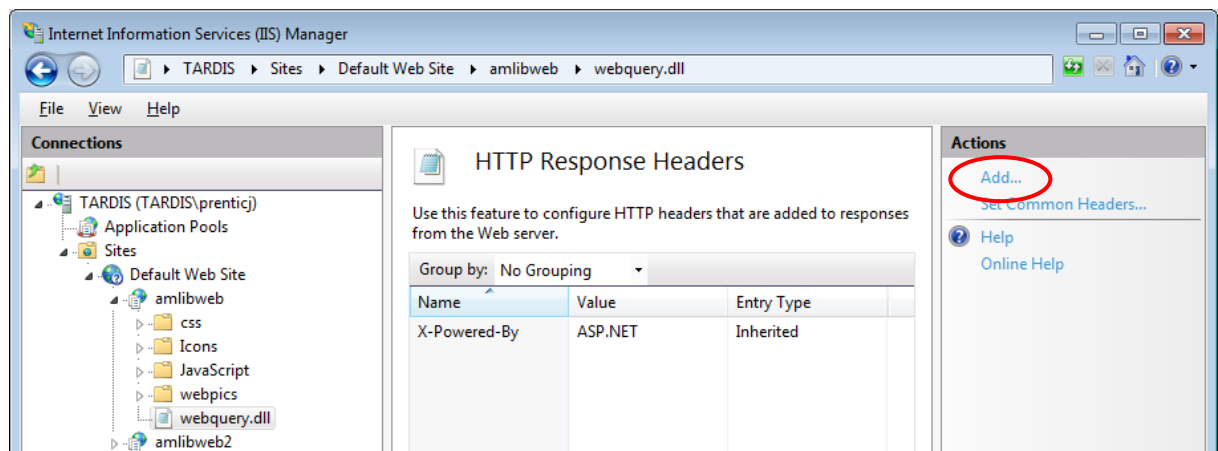 Internet Information Services (IIS) Manager
TARDIS Sites Default Web Site amlibweb webquery.dll
File View Help
Connections
TARDIS (TARDIS\prenticj)
Application Pools
Sites
Default Web Site
amlibweb
css
Icons
JavaScript
webpics
webquery.dll
amlibweb2
HTTP Response Headers
Use this feature to configure HTTP headers that are added to responses
from the Web server.
Group by: No Grouping
Name Value Entry Type
X-Powered-By ASP.NET Inherited
Actions
Add...
Set Common Headers...
Help
Online Help